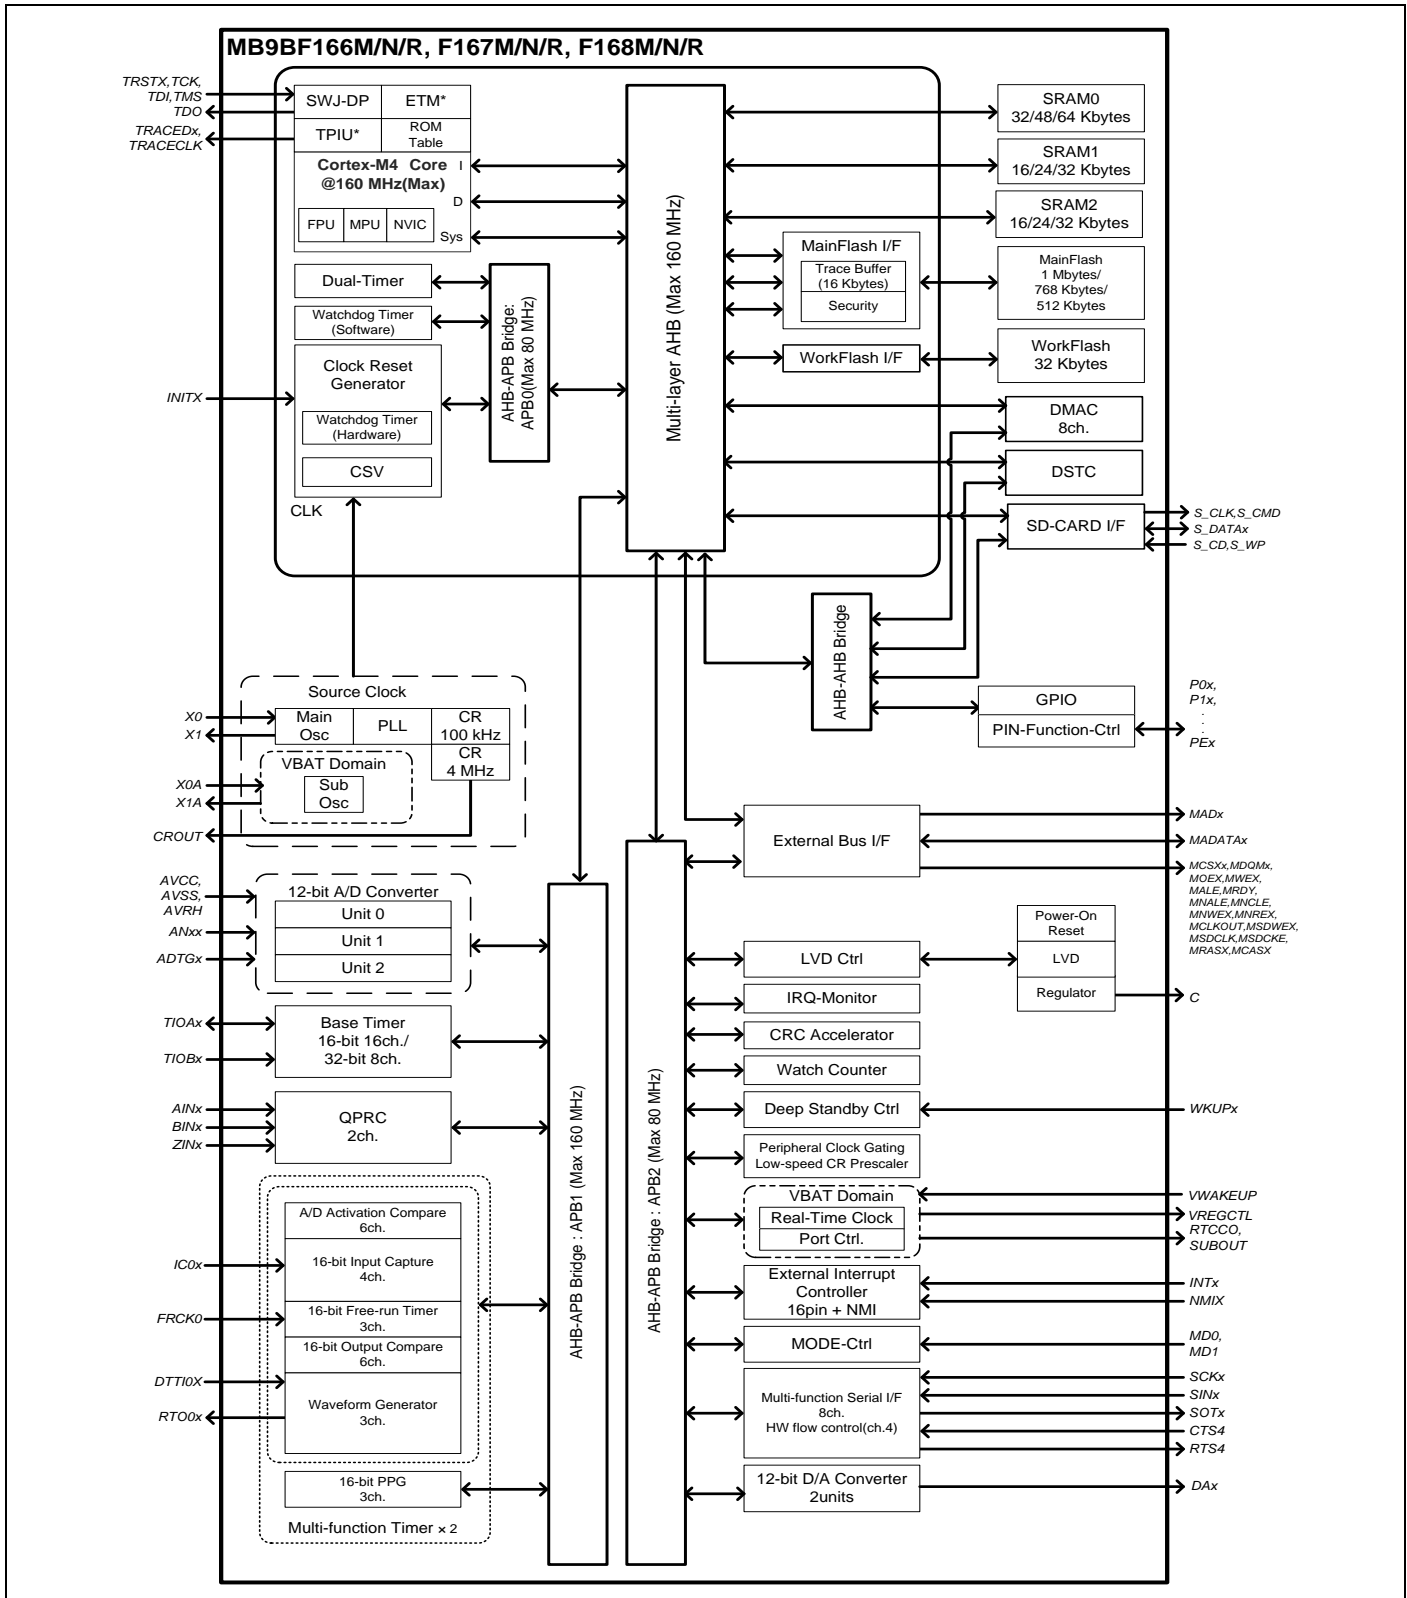 MB9BF166M/N/R, F167M/N/R, F168M/N/R
TRSTX,TCK,
TDI,TMS
TDO
TRACEDx,
TRACECLK
SWJ-DP
ETM*
TPIU*
ROM
Table
Cortex-M4 Core
@160 MHz(Max)
I
D
Sys
FPU
MPU
NVIC
Dual-Timer
Watchdog Timer
(Software)
Clock Reset
Generator
Watchdog Timer
(Hardware)
CSV
CLK
INITX
AHB-APB Bridge:
APB0(Max 80 MHz)
Multi-layer AHB (Max 160 MHz)
SRAM0
32/48/64 Kbytes
SRAM1
16/24/32 Kbytes
SRAM2
16/24/32 Kbytes
MainFlash I/F
Trace Buffer
(16 Kbytes)
Security
MainFlash
1 Mbytes/
768 Kbytes/
512 Kbytes
WorkFlash I/F
WorkFlash
32 Kbytes
DMAC
8ch.
DSTC
SD-CARD I/F
S_CLK,S_CMD
S_DATAx
S_CD,S_WP
AHB-AHB Bridge
GPIO
PIN-Function-Ctrl
P0x,
P1x,
.
.
PEx
Source Clock
X0
X1
Main
Osc
PLL
CR
100 kHz
CR
4 MHz
VBAT Domain
Sub
Osc
X0A
X1A
CROUT
External Bus I/F
MADx
MADATAx
MCSXx,MDQMx,
MOEX,MWEX,
MALE,MRDY,
MNALE,MNCLE,
MNWEX,MNREX,
MCLKOUT,MSDWEX,
MSDCLK,MSDCKE,
MRASX,MCASX
AVCC,
AVSS,
AVRH
ANxx
ADTGx
12-bit A/D Converter
Unit 0
Unit 1
Unit 2
TIOAx
TIOBx
Base Timer
16-bit 16ch./
32-bit 8ch.
AINx
BINx
ZINx
QPRC
2ch.
A/D Activation Compare
6ch.
IC0x
16-bit Input Capture
4ch.
FRCK0
16-bit Free-run Timer
3ch.
16-bit Output Compare
6ch.
DTTI0X
RTO0x
Waveform Generator
3ch.
16-bit PPG
3ch.
Multi-function Timer × 2
AHB-APB Bridge : APB1 (Max 160 MHz)
AHB-APB Bridge : APB2 (Max 80 MHz)
LVD Ctrl
Power-On
Reset
LVD
Regulator
C
IRQ-Monitor
CRC Accelerator
Watch Counter
Deep Standby Ctrl
WKUPx
Peripheral Clock Gating
Low-speed CR Prescaler
VBAT Domain
Real-Time Clock
Port Ctrl.
VWAKEUP
VREGCTL
RTCCO,
SUBOUT
External Interrupt
Controller
16pin + NMI
INTx
NMIX
MODE-Ctrl
MD0,
MD1
Multi-function Serial I/F
8ch.
HW flow control(ch.4)
SCKx
SINx
SOTx
CTS4
RTS4
12-bit D/A Converter
2units
DAx